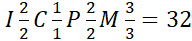 I 2/2 C 1/1 P 2/2 M 3/3 = 32